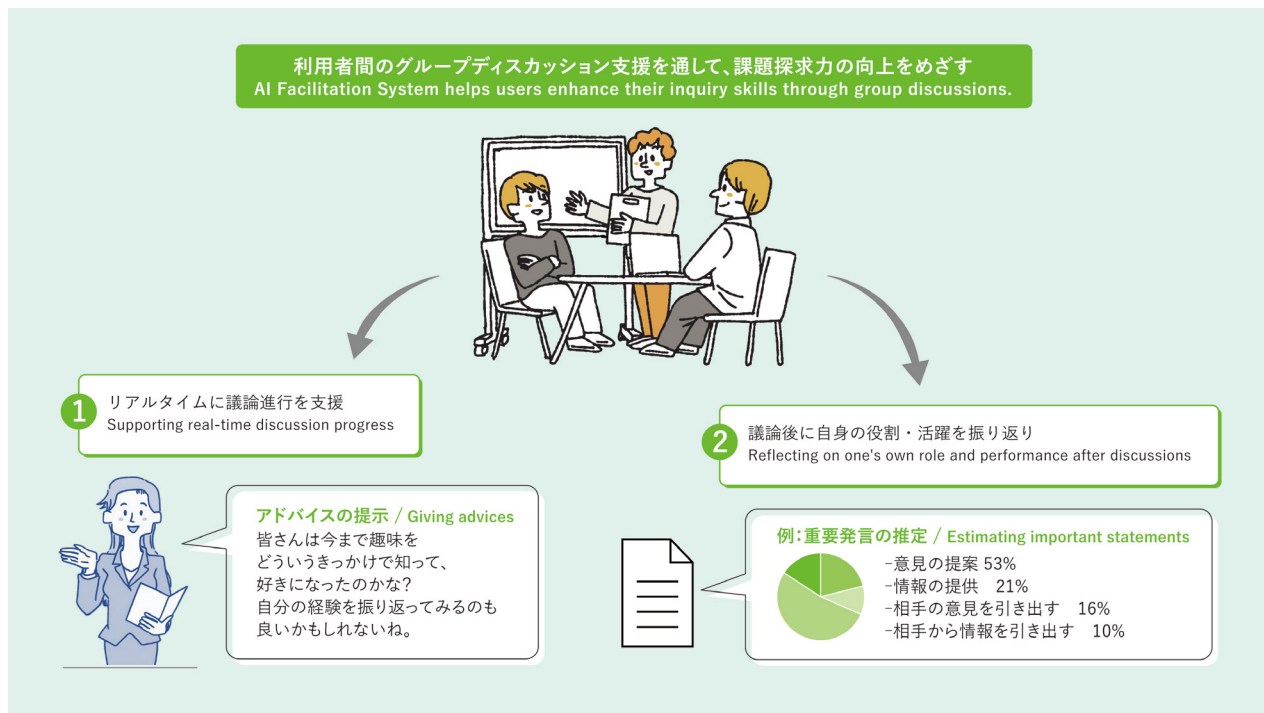 利用者間のグループディスカッション支援を通して、課題探求力の向上をめざす
AI Facilitation System helps users enhance their inquiry skills through group discussions.
1
リアルタイムに議論進行を支援
Supporting real-time discussion progress
2
議論後に自身の役割・活躍を振り返り
Reflecting on one's own role and performance after discussions
アドバイスの提示 / Giving advices
皆さんは今まで趣味を
どういうきっかけで知って、
好きになったのかな?
自分の経験を振り返ってみるのも
良いかもしれないね。
例:重要発言の推定 / Estimating important statements
-意見の提案 53%
-情報の提供 21%
-相手の意見を引き出す 16%
-相手から情報を引き出す 10%